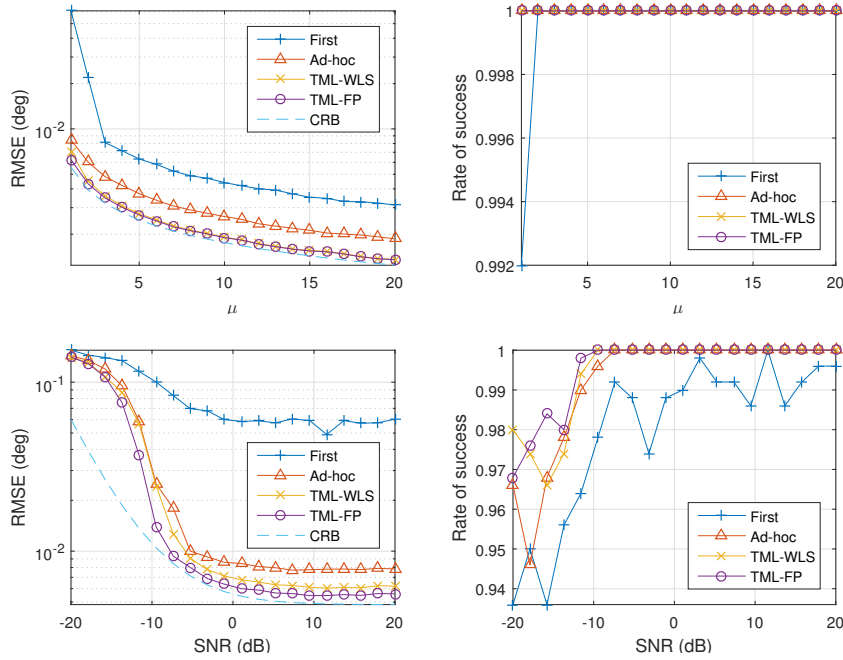 RMSE (deg)
10-2
5
10
15
20
μ
First
Ad-hoc
TML-WLS
TML-FP
CRB
Rate of success
1
0.998
0.996
0.994
0.992
5
10
15
20
μ
First
Ad-hoc
TML-WLS
TML-FP
RMSE (deg)
10-1
10-2
-20
-10
0
10
20
SNR (dB)
First
Ad-hoc
TML-WLS
TML-FP
CRB
Rate of success
1
0.99
0.98
0.97
0.96
0.95
0.94
-20
-10
0
10
20
SNR (dB)
First
Ad-hoc
TML-WLS
TML-FP